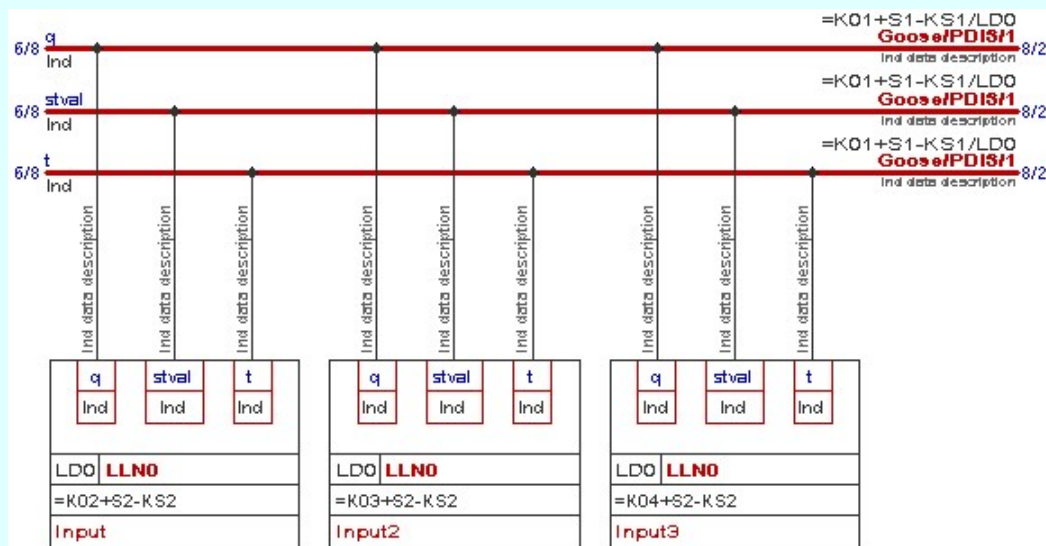 =K01+S1-KS1/LD0
q
Goose/PDIS/1
6/8
8/2
Ind
Ind data description
=K01+S1-KS1/LD0
stval
Goose/PDIS/1
6/8
8/2
Ind
Ind data description
=K01+S1-KS1/LD0
t
Goose/PDIS/1
6/8
8/2
Ind
Ind data description
Ind data description
Ind data description
Ind data description
Ind data description
Ind data description
Ind data description
Ind data description
Ind data description
Ind data description
q stval t
Ind Ind Ind
LD0 LLN0
=K02+S2-KS2
Input
q stval t
Ind Ind Ind
LD0 LLN0
=K03+S2-KS2
Input2
q stval t
Ind Ind Ind
LD0 LLN0
=K04+S2-KS2
Input3